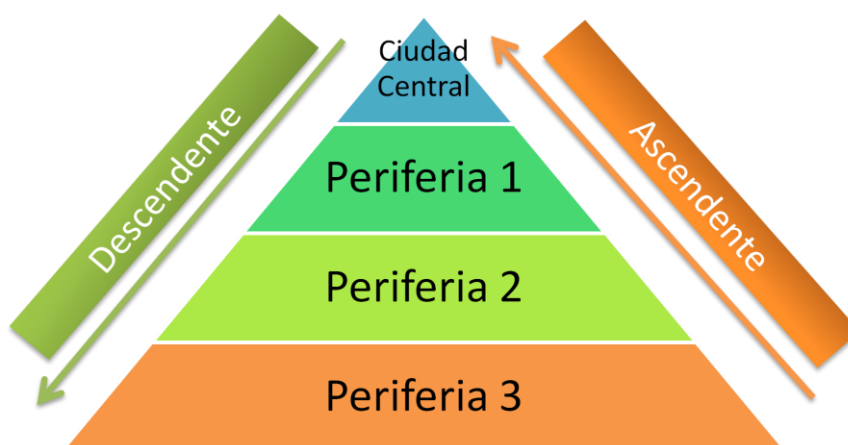 Ciudad
Central
Descendente
Ascendente
Periferia 1
Periferia 2
Periferia 3